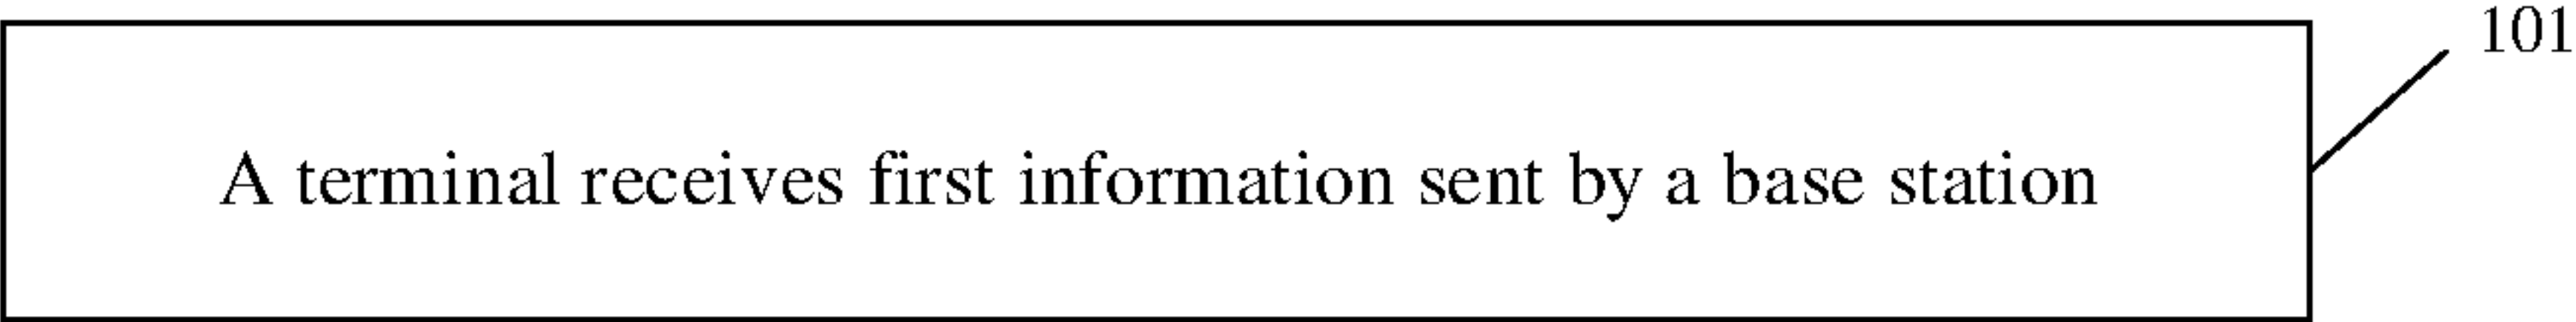 101
A terminal receives first information sent by a base station